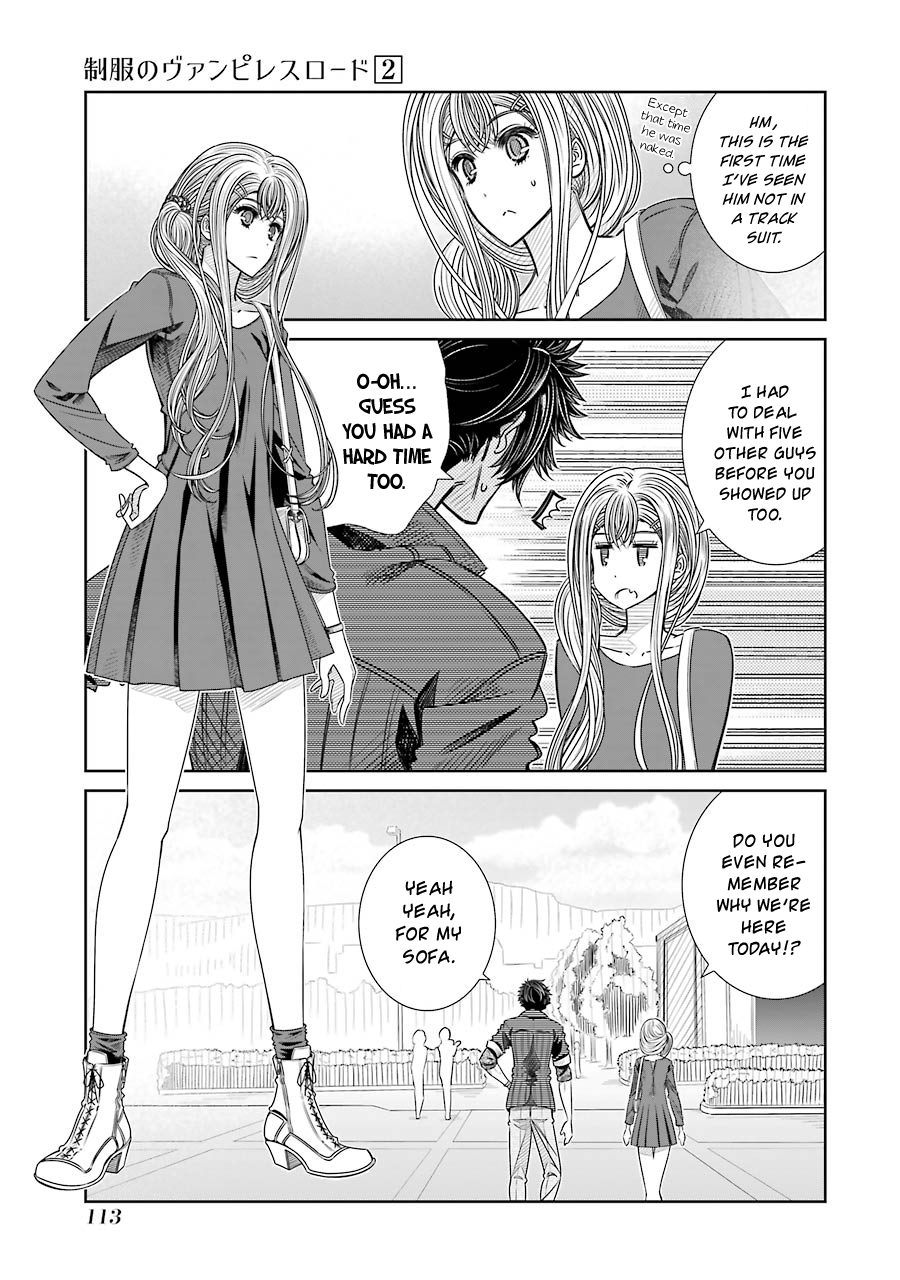 制服のヴァンピレスロード 2
HM,
THIS IS THE
FIRST TIME
I'VE SEEN
HIM NOT IN
A TRACK
SUIT.
Except
that time
he was
naked.
I HAD
TO DEAL
WITH FIVE
OTHER GUYS
BEFORE YOU
SHOWED UP
TOO.
O-OH...
GUESS
YOU HAD A
HARD TIME
TOO.
DO YOU
EVEN RE-
MEMBER
WHY WE'RE
HERE
TODAY!?
YEAH
YEAH,
FOR MY
SOFA.
113